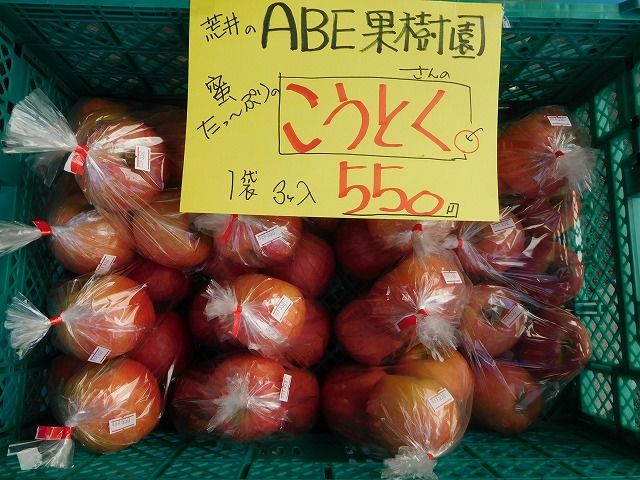 荒井の ABE果樹園
さんの
蜜たっ〜ぷりの
こうとく。
1袋 3ヶ入 550円